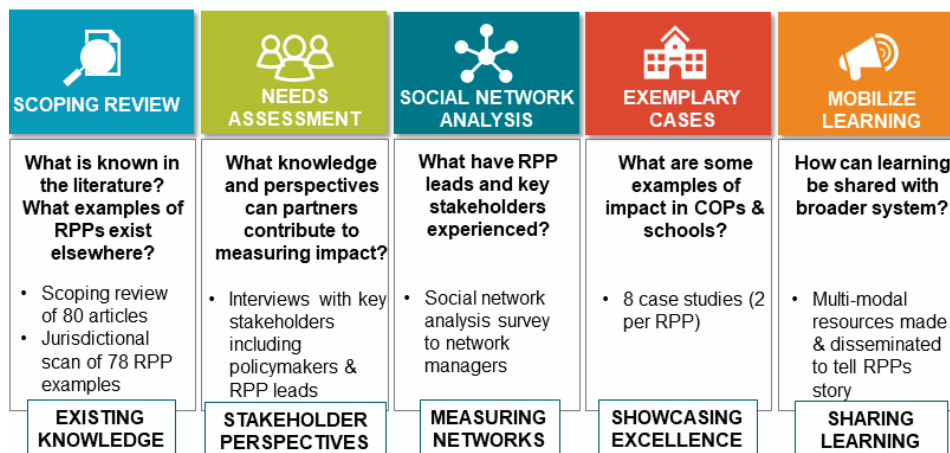 SCOPING REVIEW
What is known in
the literature?
What examples of
RPPs exist
elsewhere?
• Scoping review
of 80 articles
• Jurisdictional
scan of 78 RPP
examples
EXISTING
KNOWLEDGE
NEEDS
ASSESSMENT
What knowledge
and perspectives
can partners
contribute to
measuring impact?
• Interviews with key
stakeholders
including
policymakers &
RPP leads
STAKEHOLDER
PERSPECTIVES
SOCIAL NETWORK
ANALYSIS
What have RPP
leads and key
stakeholders
experienced?
• Social network
analysis survey
to network
managers
MEASURING
NETWORKS
EXEMPLARY
CASES
What are some
examples of
impact in COPs &
schools?
• 8 case studies (2
per RPP)
SHOWCASING
EXCELLENCE
MOBILIZE
LEARNING
How can learning
be shared with
broader system?
• Multi-modal
resources made
& disseminated
to tell RPPs
story
SHARING
LEARNING